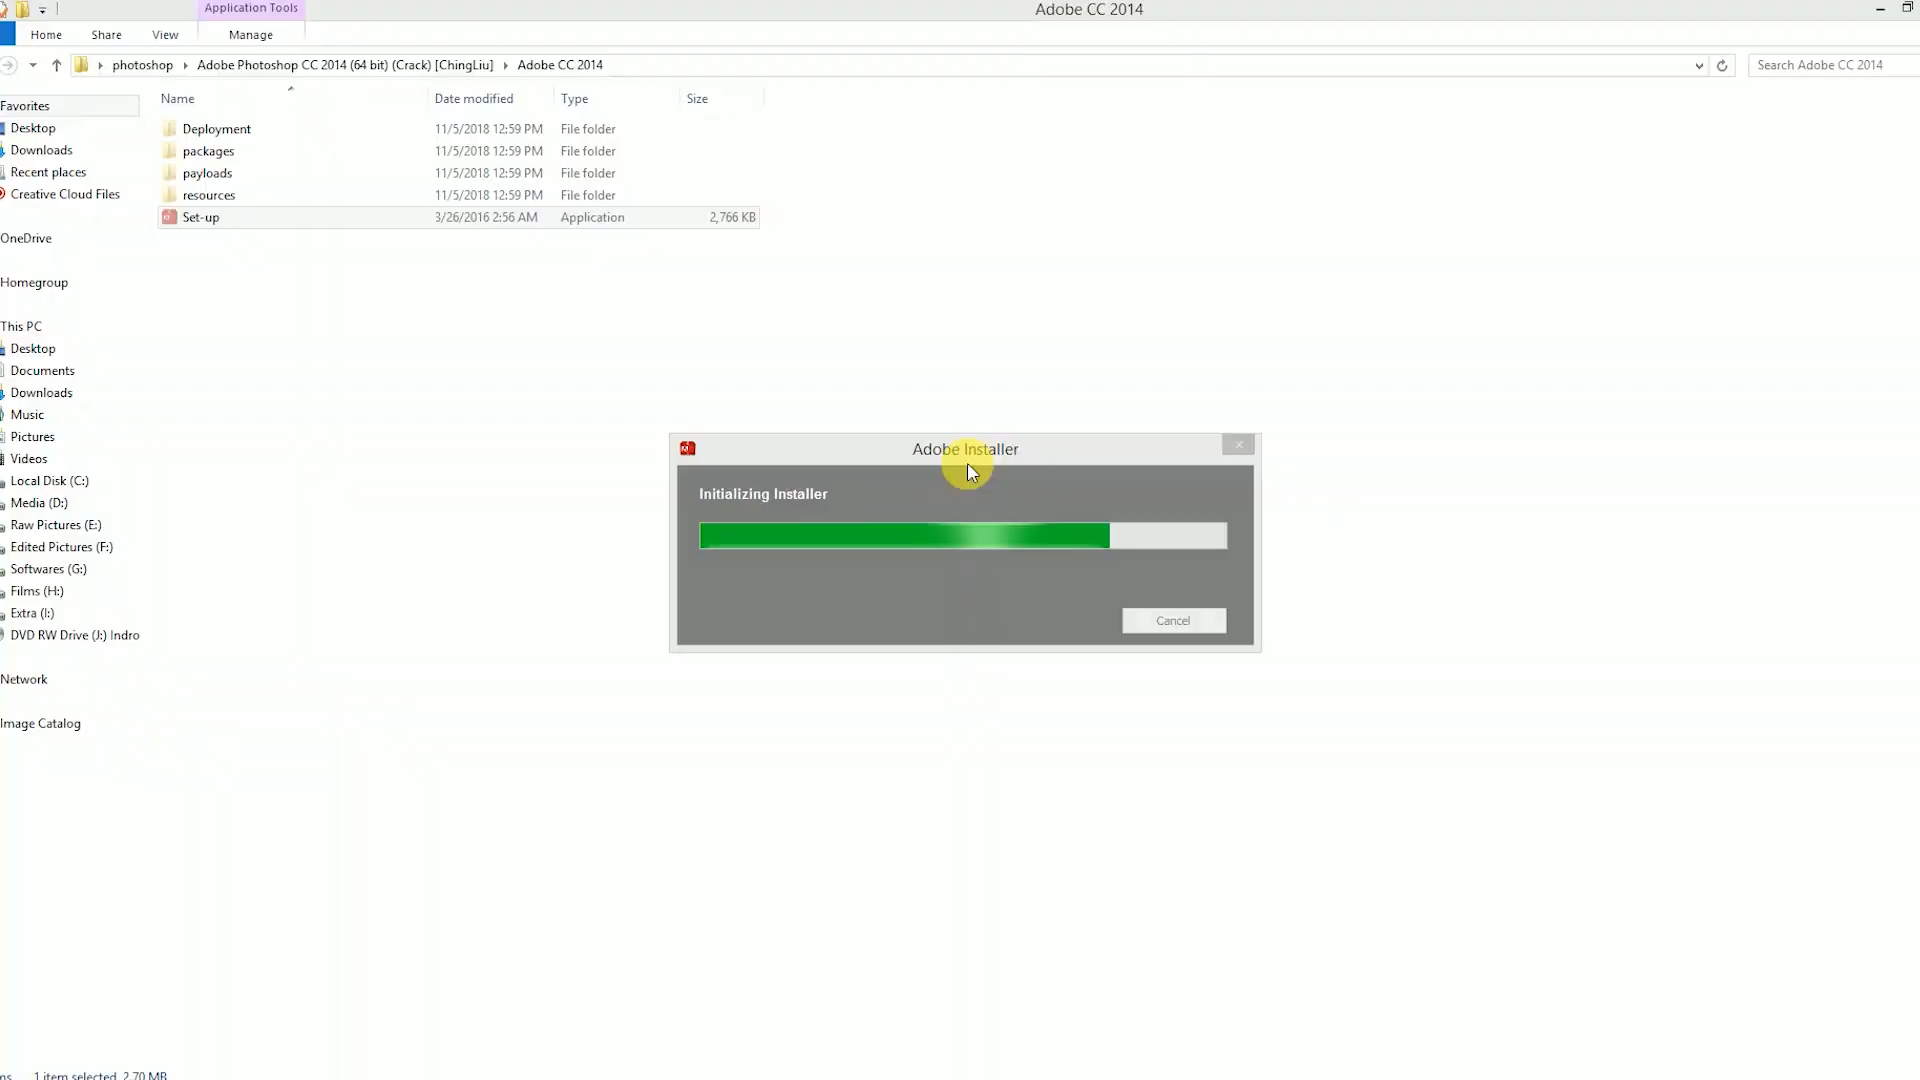 Application Tools
Adobe CC 2014
Home Share View Manage
photoshop Adobe Photoshop CC 2014 (64 bit) (Crack) [ChingLiu] Adobe CC 2014
Search Adobe CC 2014
Name Date modified Type Size
Deployment 11/5/2018 12:59 PM File folder
packages 11/5/2018 12:59 PM File folder
payloads 11/5/2018 12:59 PM File folder
resources 11/5/2018 12:59 PM File folder
Set-up 3/26/2016 2:56 AM Application 2,766 KB
Favorites
Desktop
Downloads
Recent places
Creative Cloud Files
OneDrive
Homegroup
This PC
Desktop
Documents
Downloads
Music
Pictures
Videos
Local Disk (C:)
Media (D:)
Raw Pictures (E:)
Edited Pictures (F:)
Softwares (G:)
Films (H:)
Extra (I:)
DVD RW Drive (J:) Indro
Network
Image Catalog
Adobe Installer
Initializing Installer
Cancel
1 item selected 2.70 MB